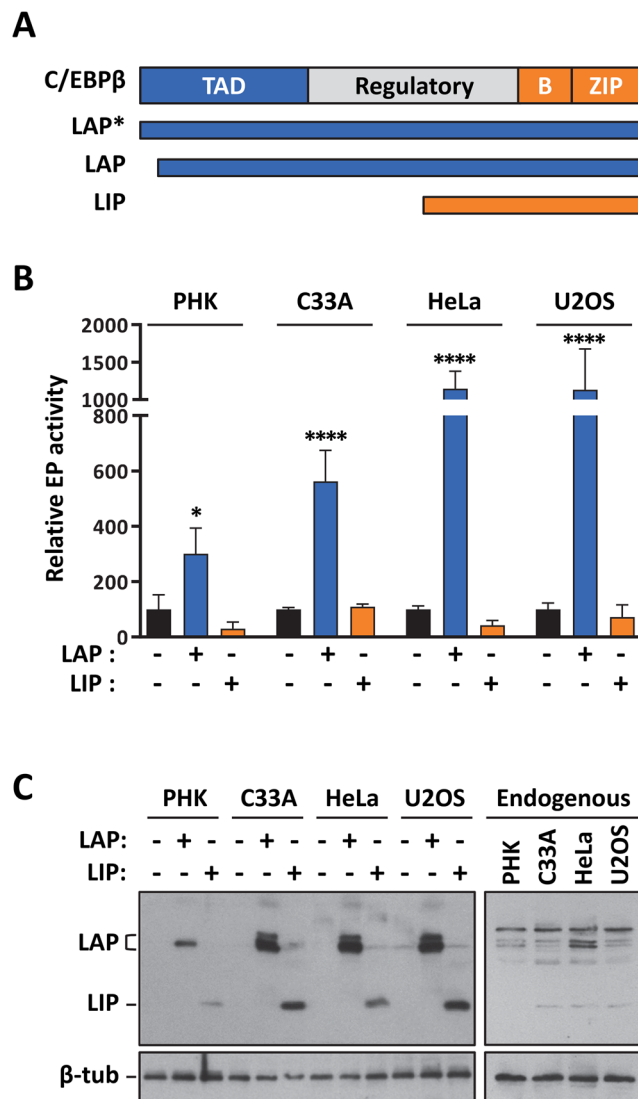 A
C/EBPβ TAD Regulatory B ZIP
LAP*
LAP
LIP
B
PHK C33A HeLa U2OS
Relative EP activity
2000
1500
1000
800
600
400
200
0
* **** **** ****
LAP : - + - - + - - + - - + -
LIP : - - + - - + - - + - - +
C
PHK C33A HeLa U2OS Endogenous
LAP: - + - - + - - + - - + -
LIP: - - + - - + - - + - - +
PHK C33A HeLa U2OS
LAP
LIP
β-tub